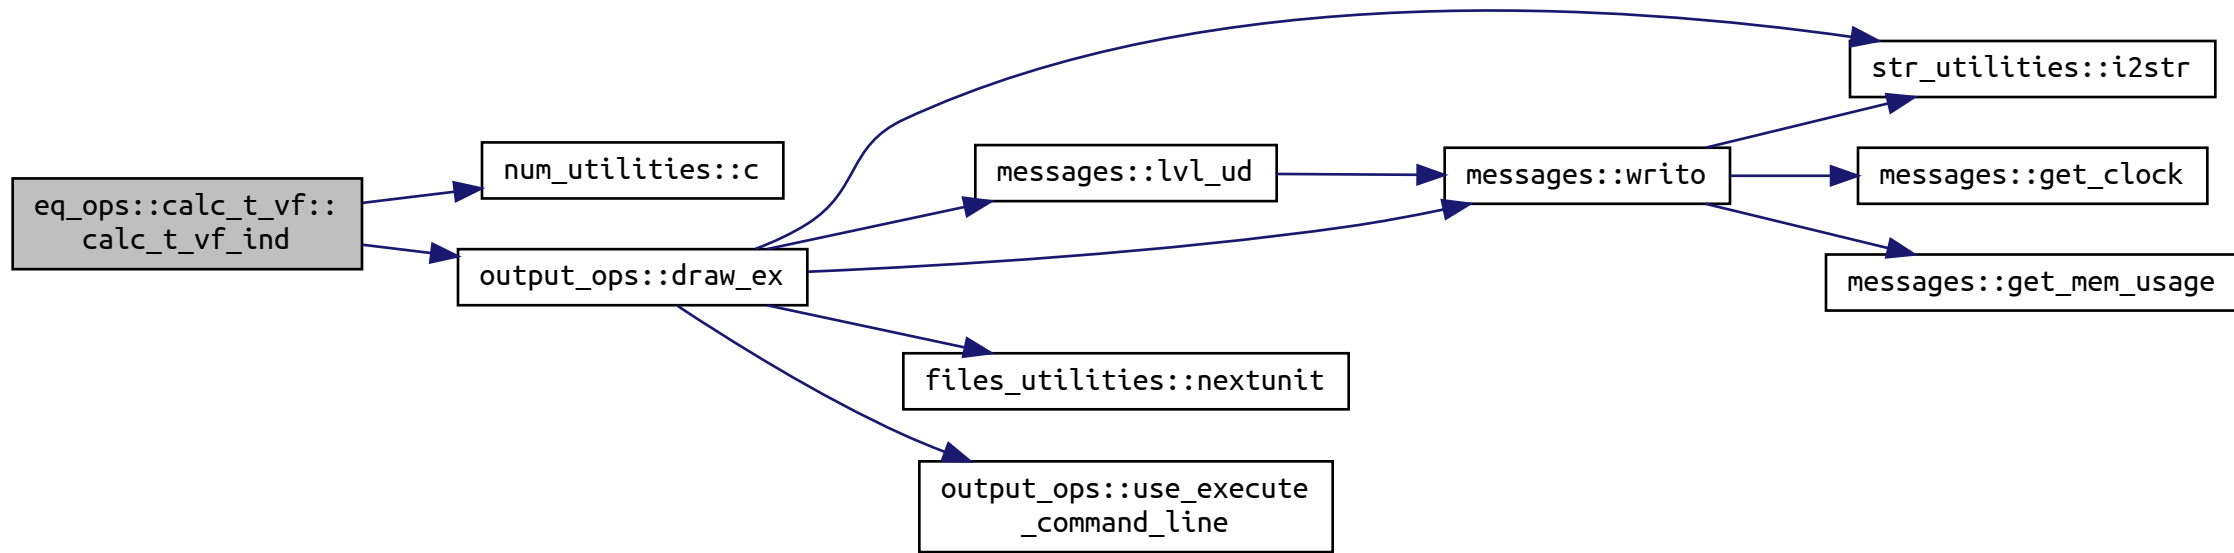 eq_ops::calc_t_vf::
calc_t_vf_ind
num_utilities::c
output_ops::draw_ex
messages::lvl_ud
files_utilities::nextunit
output_ops::use_execute
_command_line
messages::writo
str_utilities::i2str
messages::get_clock
messages::get_mem_usage